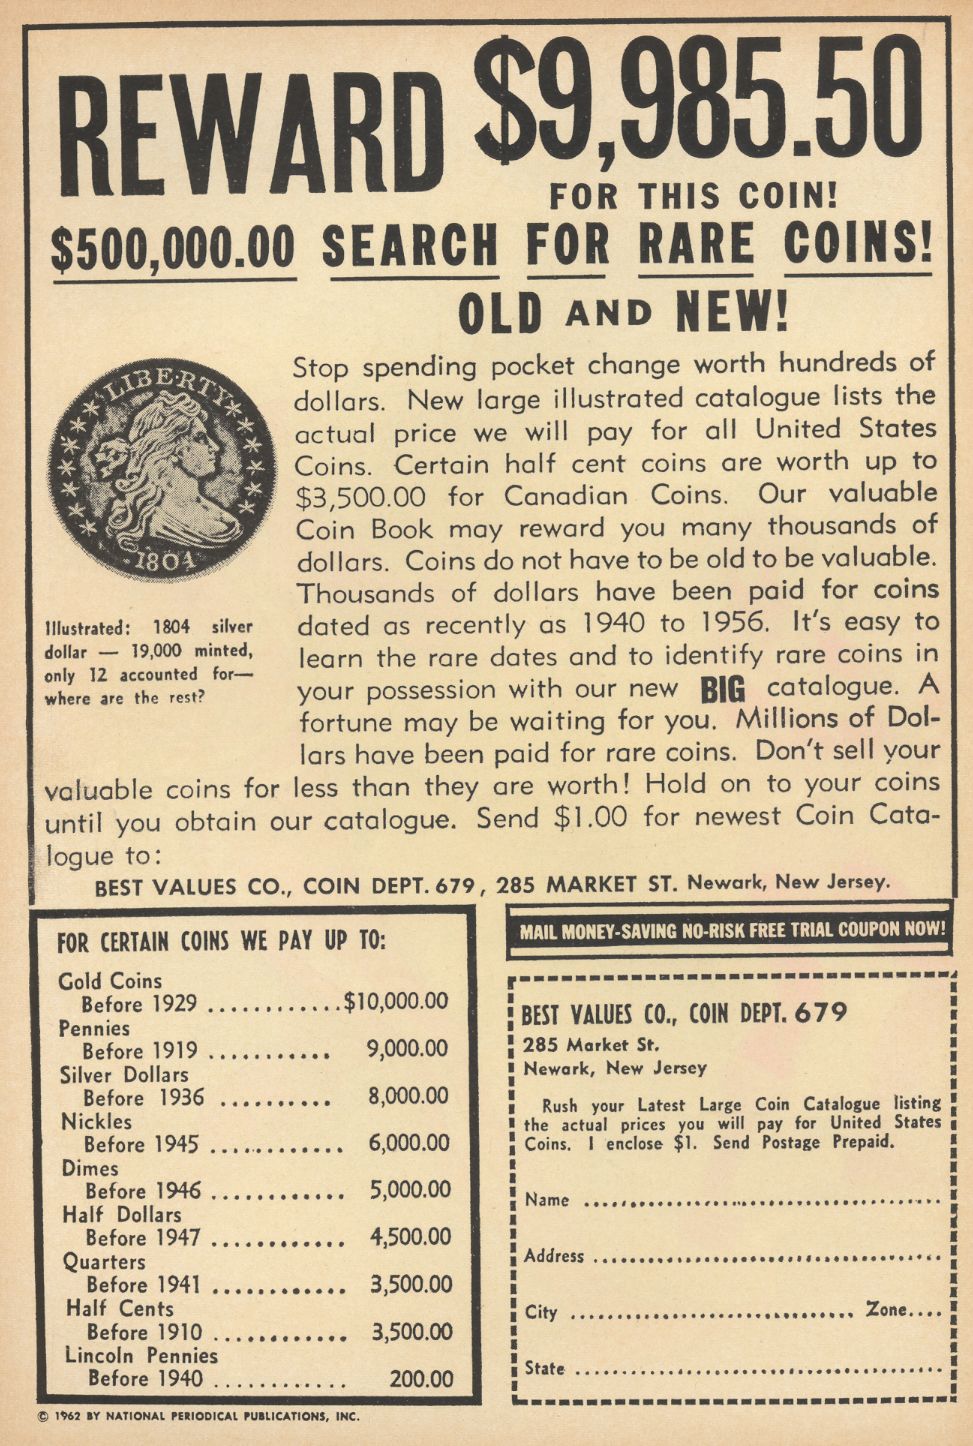 REWARD $9,985.50
FOR THIS COIN!
$500,000.00 SEARCH FOR RARE COINS!
OLD AND NEW!
LIBERTY
1804
Illustrated: 1804 silver
dollar — 19,000 minted,
only 12 accounted for—
where are the rest?
Stop spending pocket change worth hundreds of
dollars. New large illustrated catalogue lists the
actual price we will pay for all United States
Coins. Certain half cent coins are worth up to
$3,500.00 for Canadian Coins. Our valuable
Coin Book may reward you many thousands of
dollars. Coins do not have to be old to be valuable.
Thousands of dollars have been paid for coins
dated as recently as 1940 to 1956. It's easy to
learn the rare dates and to identify rare coins in
your possession with our new BIG catalogue. A
fortune may be waiting for you. Millions of Dol-
lars have been paid for rare coins. Don't sell your
valuable coins for less than they are worth! Hold on to your coins
until you obtain our catalogue. Send $1.00 for newest Coin Cata-
logue to:
BEST VALUES CO., COIN DEPT. 679, 285 MARKET ST. Newark, New Jersey.
FOR CERTAIN COINS WE PAY UP TO:
Gold Coins
Before 1929 ............$10,000.00
Pennies
Before 1919 ........... 9,000.00
Silver Dollars
Before 1936 .......... 8,000.00
Nickles
Before 1945 ............ 6,000.00
Dimes
Before 1946 ............ 5,000.00
Half Dollars
Before 1947 ............ 4,500.00
Quarters
Before 1941 ............ 3,500.00
Half Cents
Before 1910 ............ 3,500.00
Lincoln Pennies
Before 1940 ............ 200.00
© 1962 BY NATIONAL PERIODICAL PUBLICATIONS, INC.
MAIL MONEY-SAVING NO-RISK FREE TRIAL COUPON NOW!
BEST VALUES CO., COIN DEPT. 679
285 Market St.
Newark, New Jersey
Rush your Latest Large Coin Catalogue listing
the actual prices you will pay for United States
Coins. I enclose $1. Send Postage Prepaid.
Name ......................................
Address .....................................
City .............................. Zone....
State .......................................